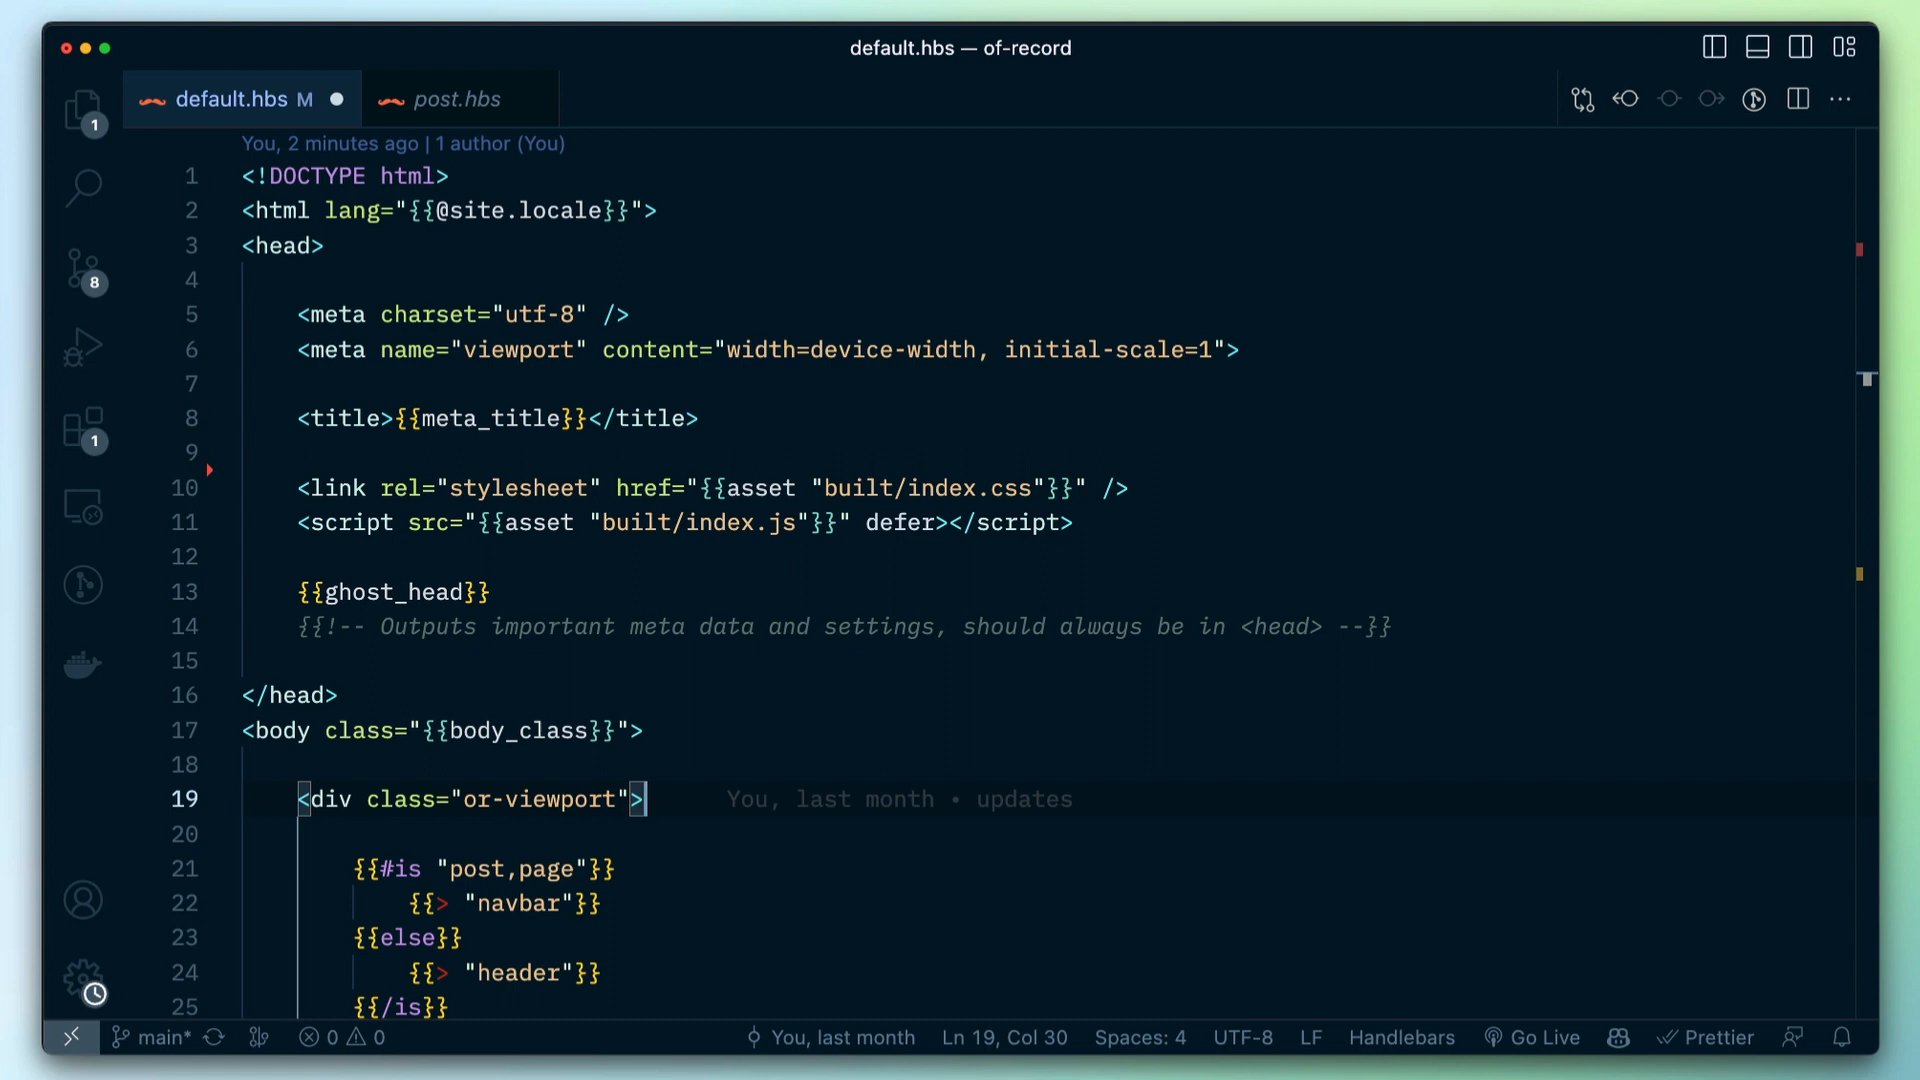 default.hbs — of-record
default.hbs M
post.hbs
You, 2 minutes ago | 1 author (You)
1 <!DOCTYPE html>
2 <html lang="{{@site.locale}}">
3 <head>
4
5 <meta charset="utf-8" />
6 <meta name="viewport" content="width=device-width, initial-scale=1">
7
8 <title>{{meta_title}}</title>
9
10 <link rel="stylesheet" href="{{asset "built/index.css"}}" />
11 <script src="{{asset "built/index.js"}}" defer></script>
12
13 {{ghost_head}}
14 {{!-- Outputs important meta data and settings, should always be in <head> --}}
15
16 </head>
17 <body class="{{body_class}}">
18
19 <div class="or-viewport"> You, last month • updates
20
21 {{#is "post,page"}}
22 {{> "navbar"}}
23 {{else}}
24 {{> "header"}}
25 {{/is}}
1
8
1
main* 0 0 You, last month Ln 19, Col 30 Spaces: 4 UTF-8 LF Handlebars Go Live Prettier